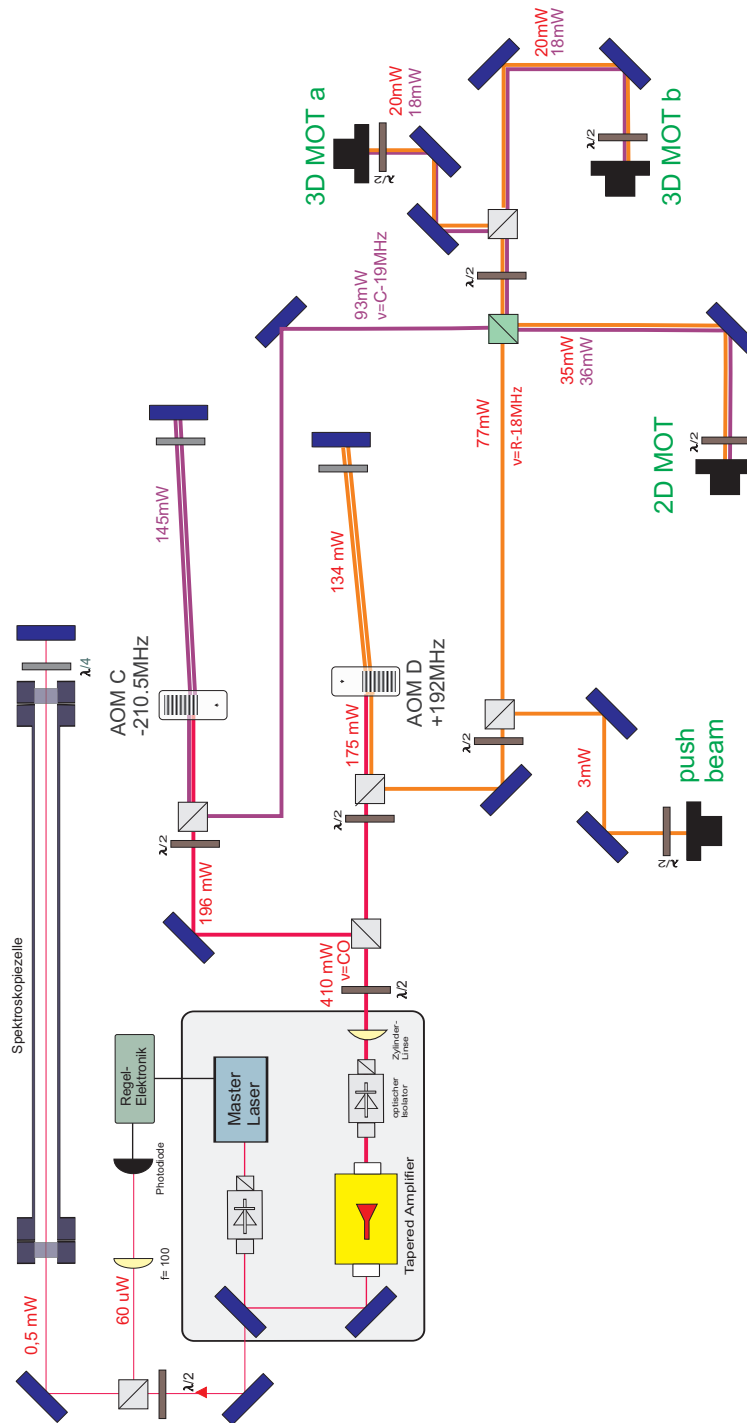 Spektroskopiezelle
0,5 mW
λ/4
60 uW
f= 100
Photodiode
Regel-
Elektronik
λ/2
Master
Laser
Tapered Amplifier
optischer
Isolator
Zylinder-
Linse
λ/2
410 mW
ν=CO
196 mW
λ/2
AOM C
-210.5MHz
145mW
λ/2
175 mW
AOM D
+192MHz
134 mW
93mW
ν=C-19MHz
77mW
ν=R-18MHz
λ/2
3mW
λ/2
push
beam
35mW
36mW
λ/2
2D MOT
λ/2
3D MOT a
λ/2
20mW
18mW
20mW
18mW
λ/2
3D MOT b